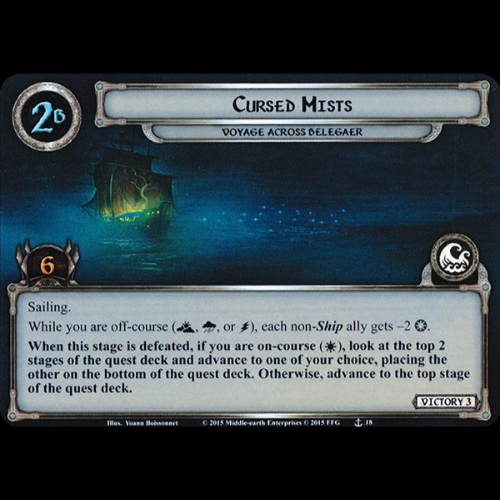 2B
CURSED MISTS
VOYAGE ACROSS BELEGAER
6
Sailing.
While you are off-course (, , or ), each non-Ship ally gets –2 .
When this stage is defeated, if you are on-course (), look at the top 2
stages of the quest deck and advance to one of your choice, placing the
other on the bottom of the quest deck. Otherwise, advance to the top stage
of the quest deck.
VICTORY 3
Illus. Yoann Boissonnet © 2015 Middle-earth Enterprises © 2015 FFG 18